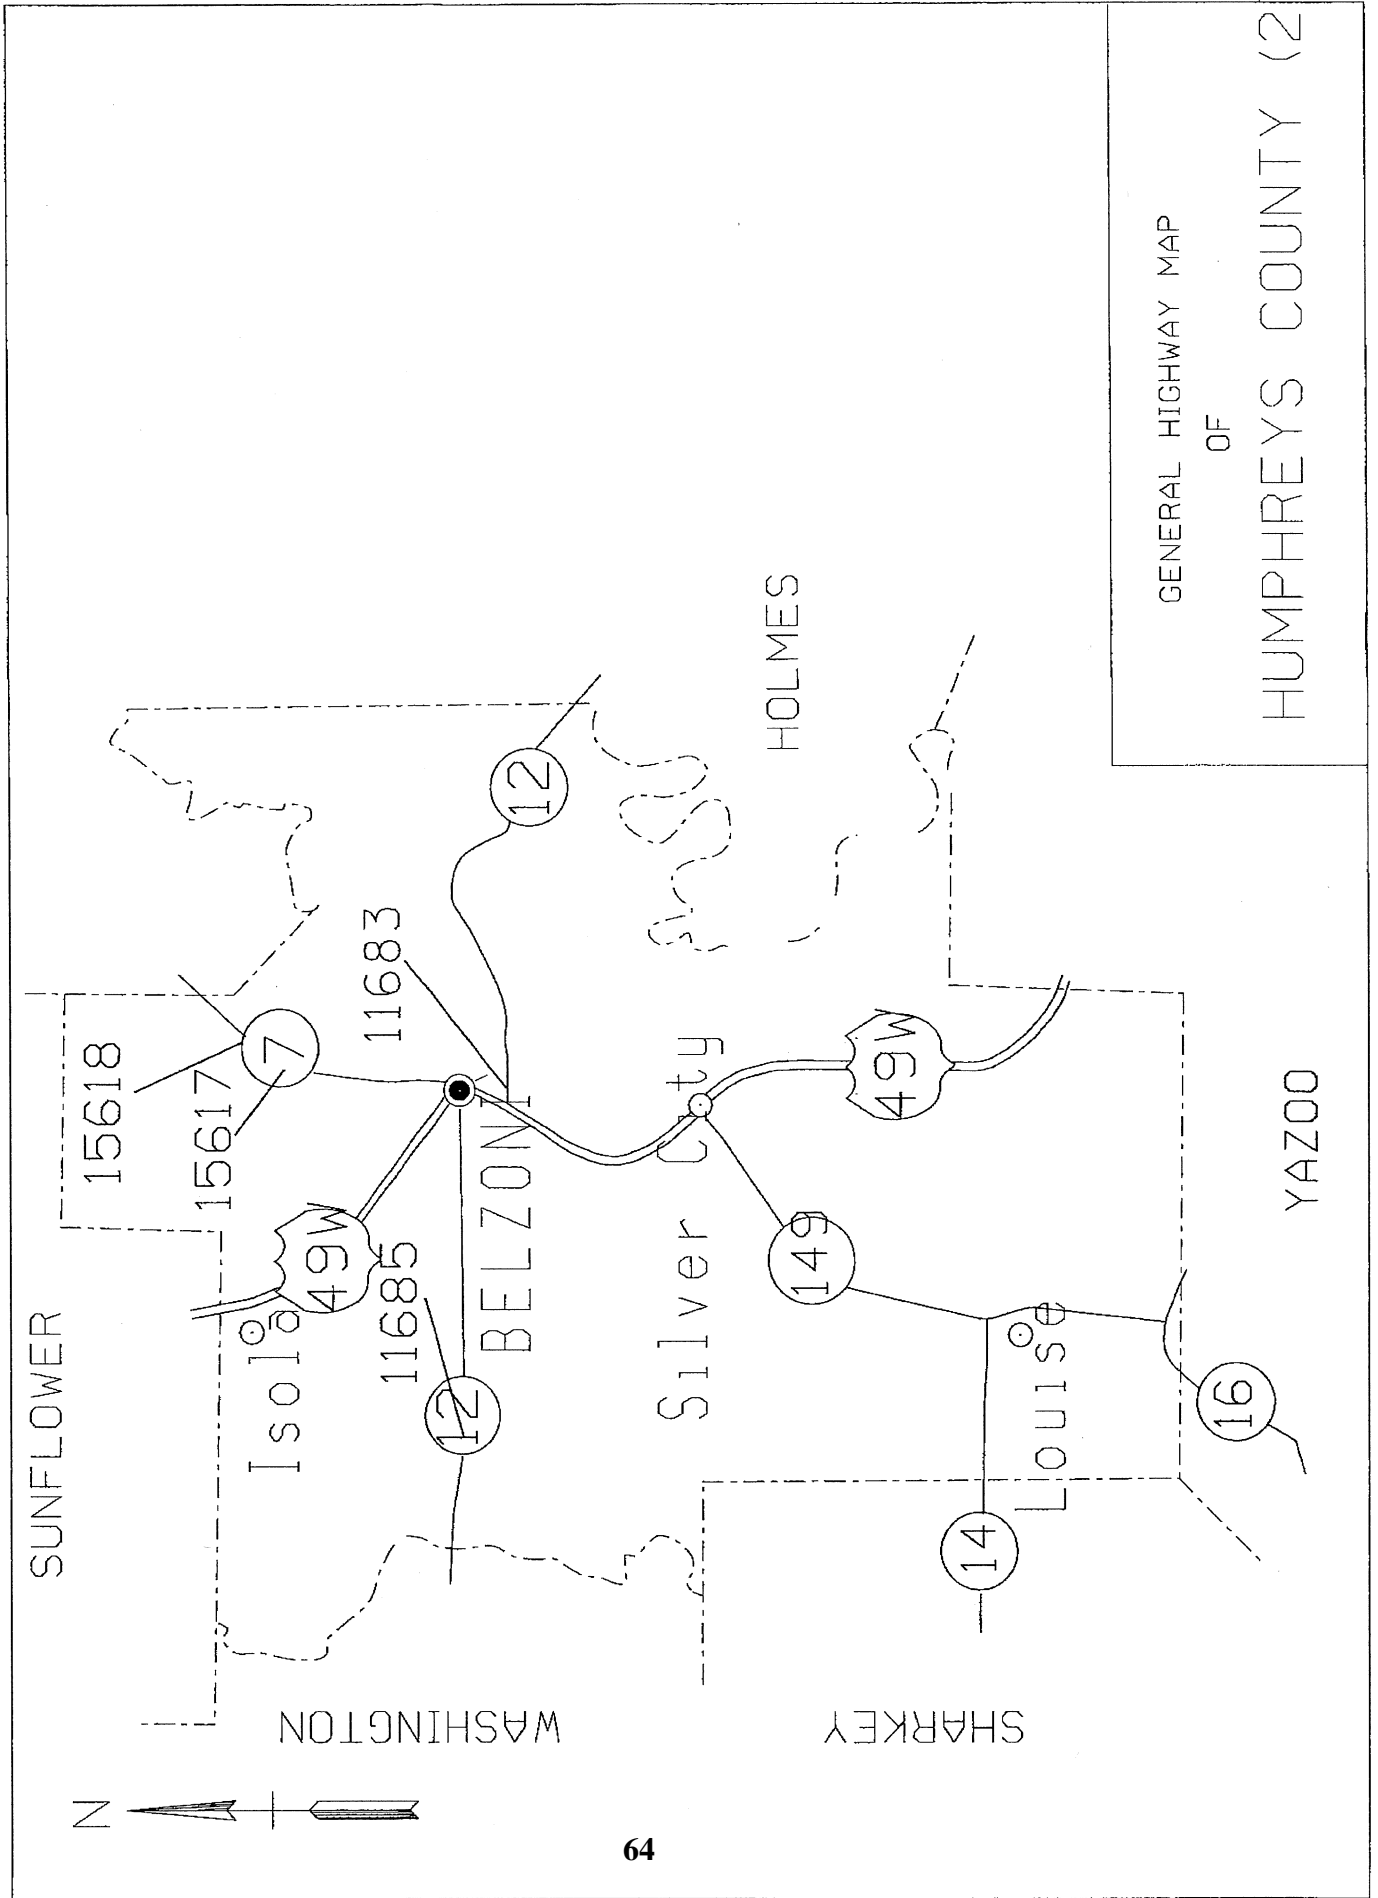 SUNFLOWER
15618
15617
7
49W
Isola
11683
11685
12
12
BELZONI
Silver City
HOLMES
149
49W
14
Louise
16
YAZOO
WASHINGTON
SHARKEY
N
GENERAL HIGHWAY MAP
OF
HUMPHREYS COUNTY (2
64